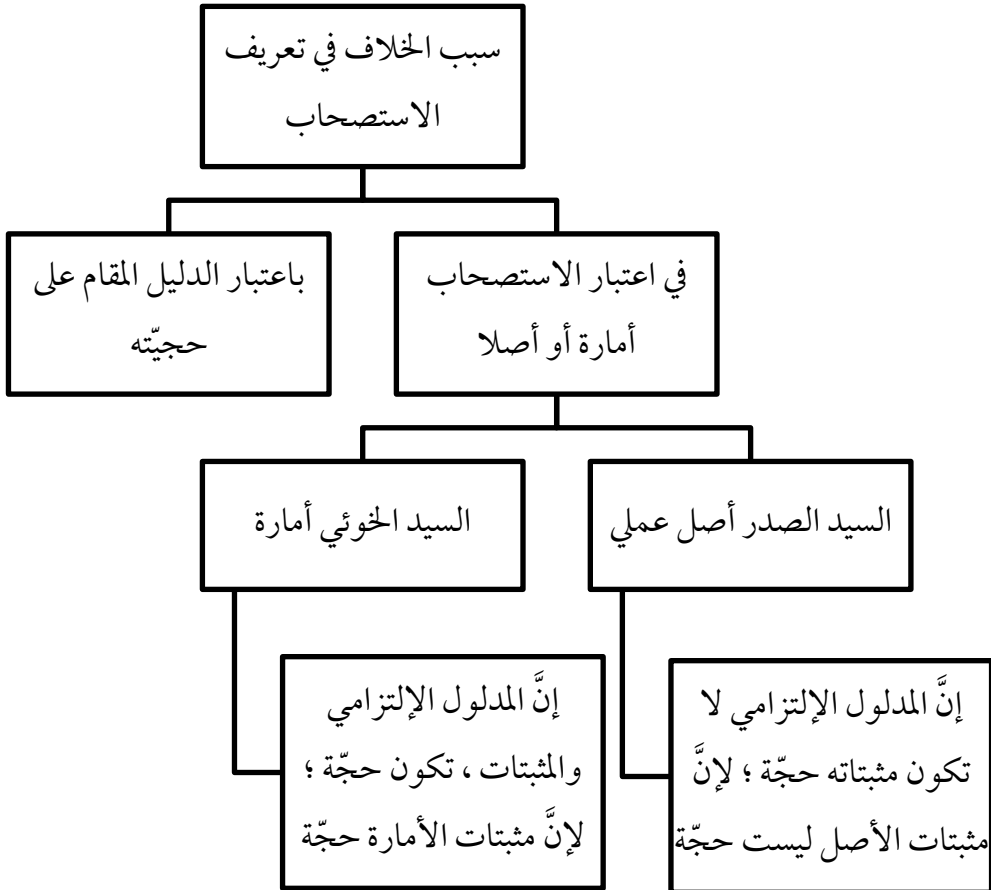 سبب الخلاف في تعريف
الاستصحاب
في اعتبار الاستصحاب
أمارة أو أصلا
باعتبار الدليل المقام على
حجيّته
السيد الصدر أصل عملي
السيد الخوئي أمارة
إنَّ المدلول الإلتزامي لا
تكون مثبتاته حجّة ؛ لإنَّ
مثبتات الأصل ليست حجّة
إنَّ المدلول الإلتزامي
والمثبتات ، تكون حجّة ؛
لإنَّ مثبتات الأمارة حجّة